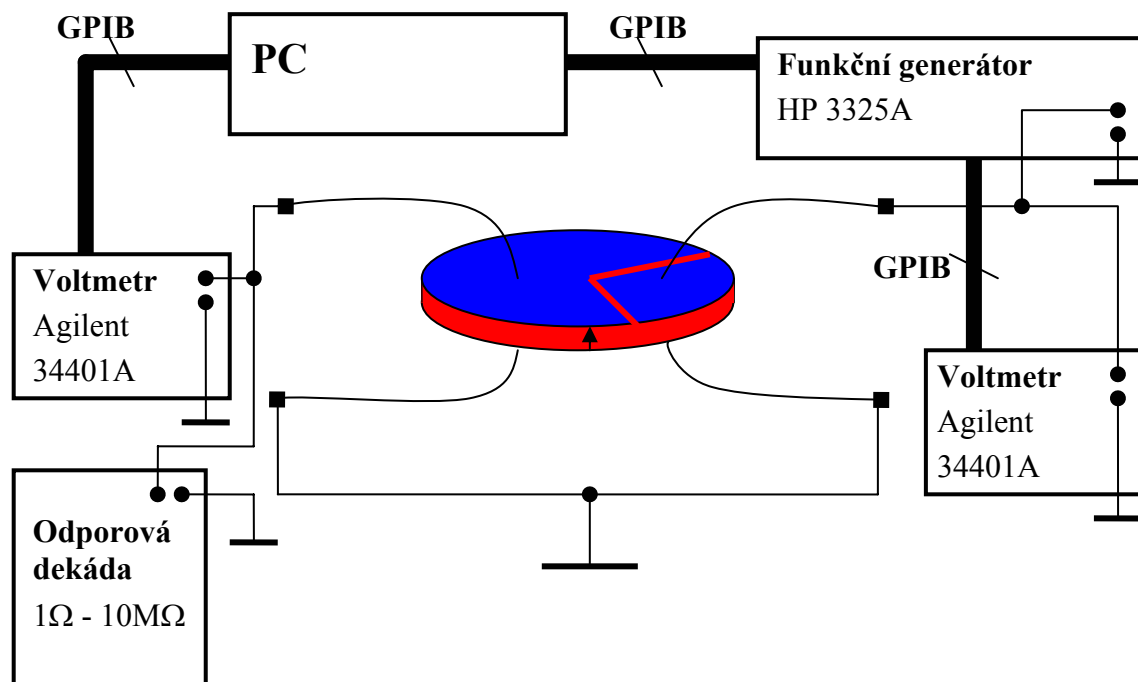 GPIB
PC
GPIB
Funkční generátor
HP 3325A
Voltmetr
Agilent
34401A
GPIB
Voltmetr
Agilent
34401A
Odporová
dekáda
1Ω - 10MΩ